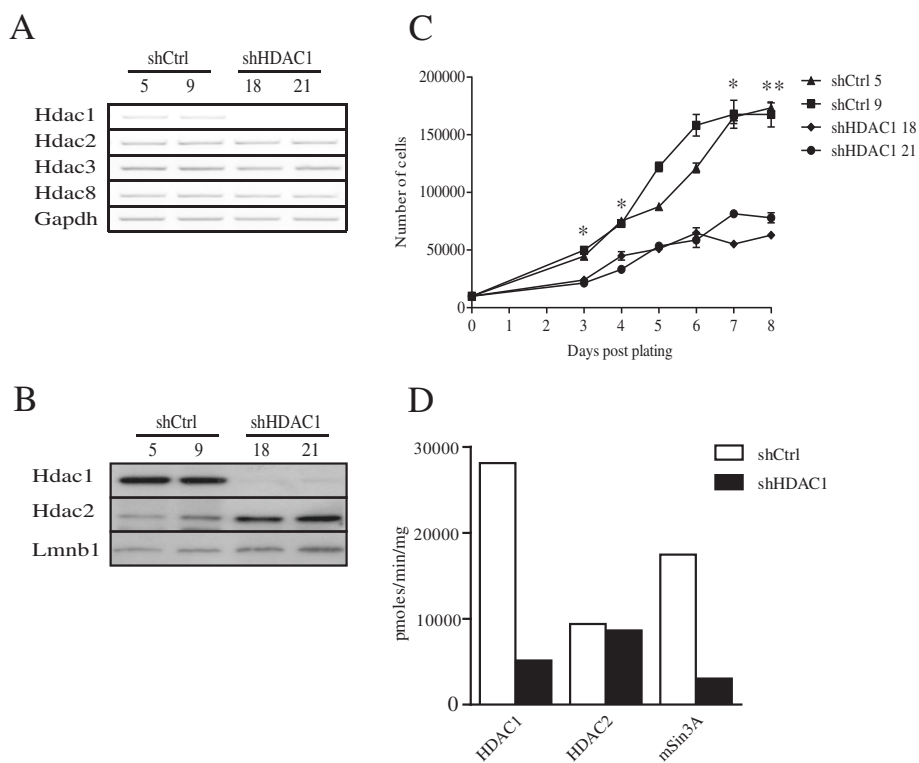 A
shCtrl shHDAC1
5 9 18 21
Hdac1
Hdac2
Hdac3
Hdac8
Gapdh
B
shCtrl shHDAC1
5 9 18 21
Hdac1
Hdac2
Lmnb1
C
200000
150000
100000
50000
0
Number of cells
* * * **
0 1 2 3 4 5 6 7 8
Days post plating
shCtrl 5
shCtrl 9
shHDAC1 18
shHDAC1 21
D
30000
20000
10000
0
pmoles/min/mg
HDAC1 HDAC2 mSin3A
shCtrl
shHDAC1